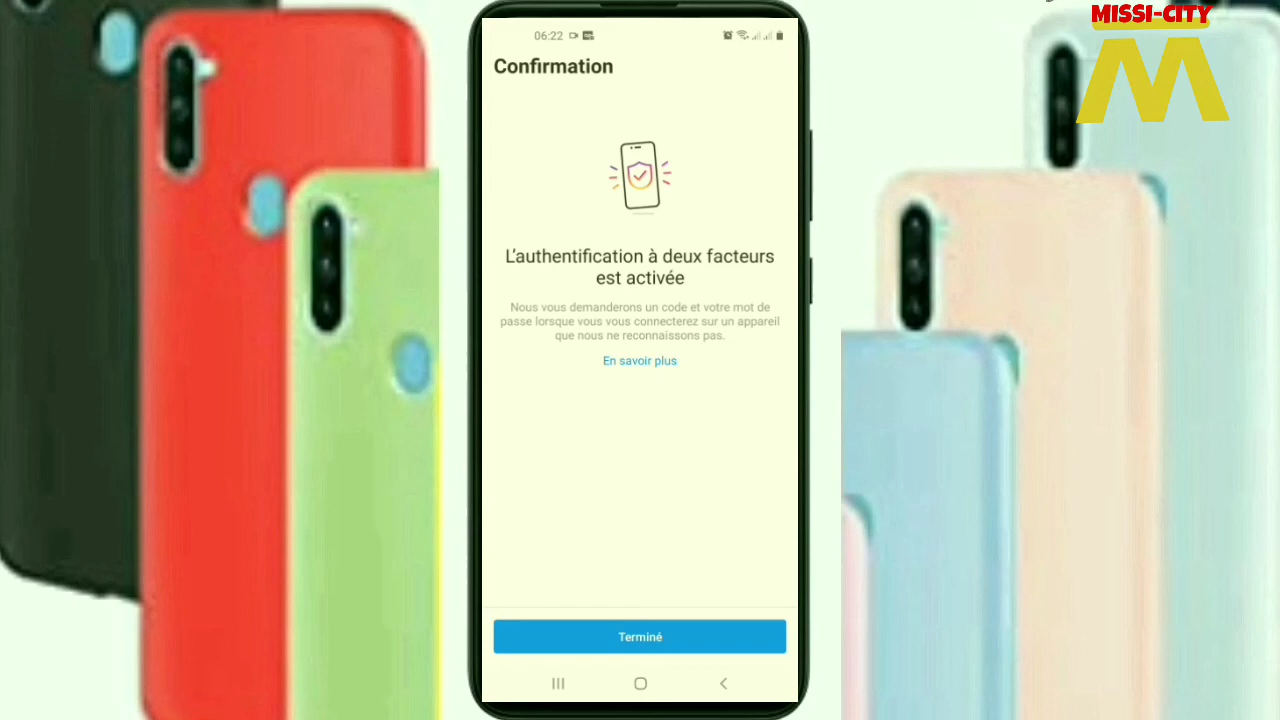 MISSI-CITY
M
06:22
Confirmation
L'authentification à deux facteurs
est activée
Nous vous demanderons un code et votre mot de
passe lorsque vous vous connecterez sur un appareil
que nous ne reconnaissons pas.
En savoir plus
Terminé